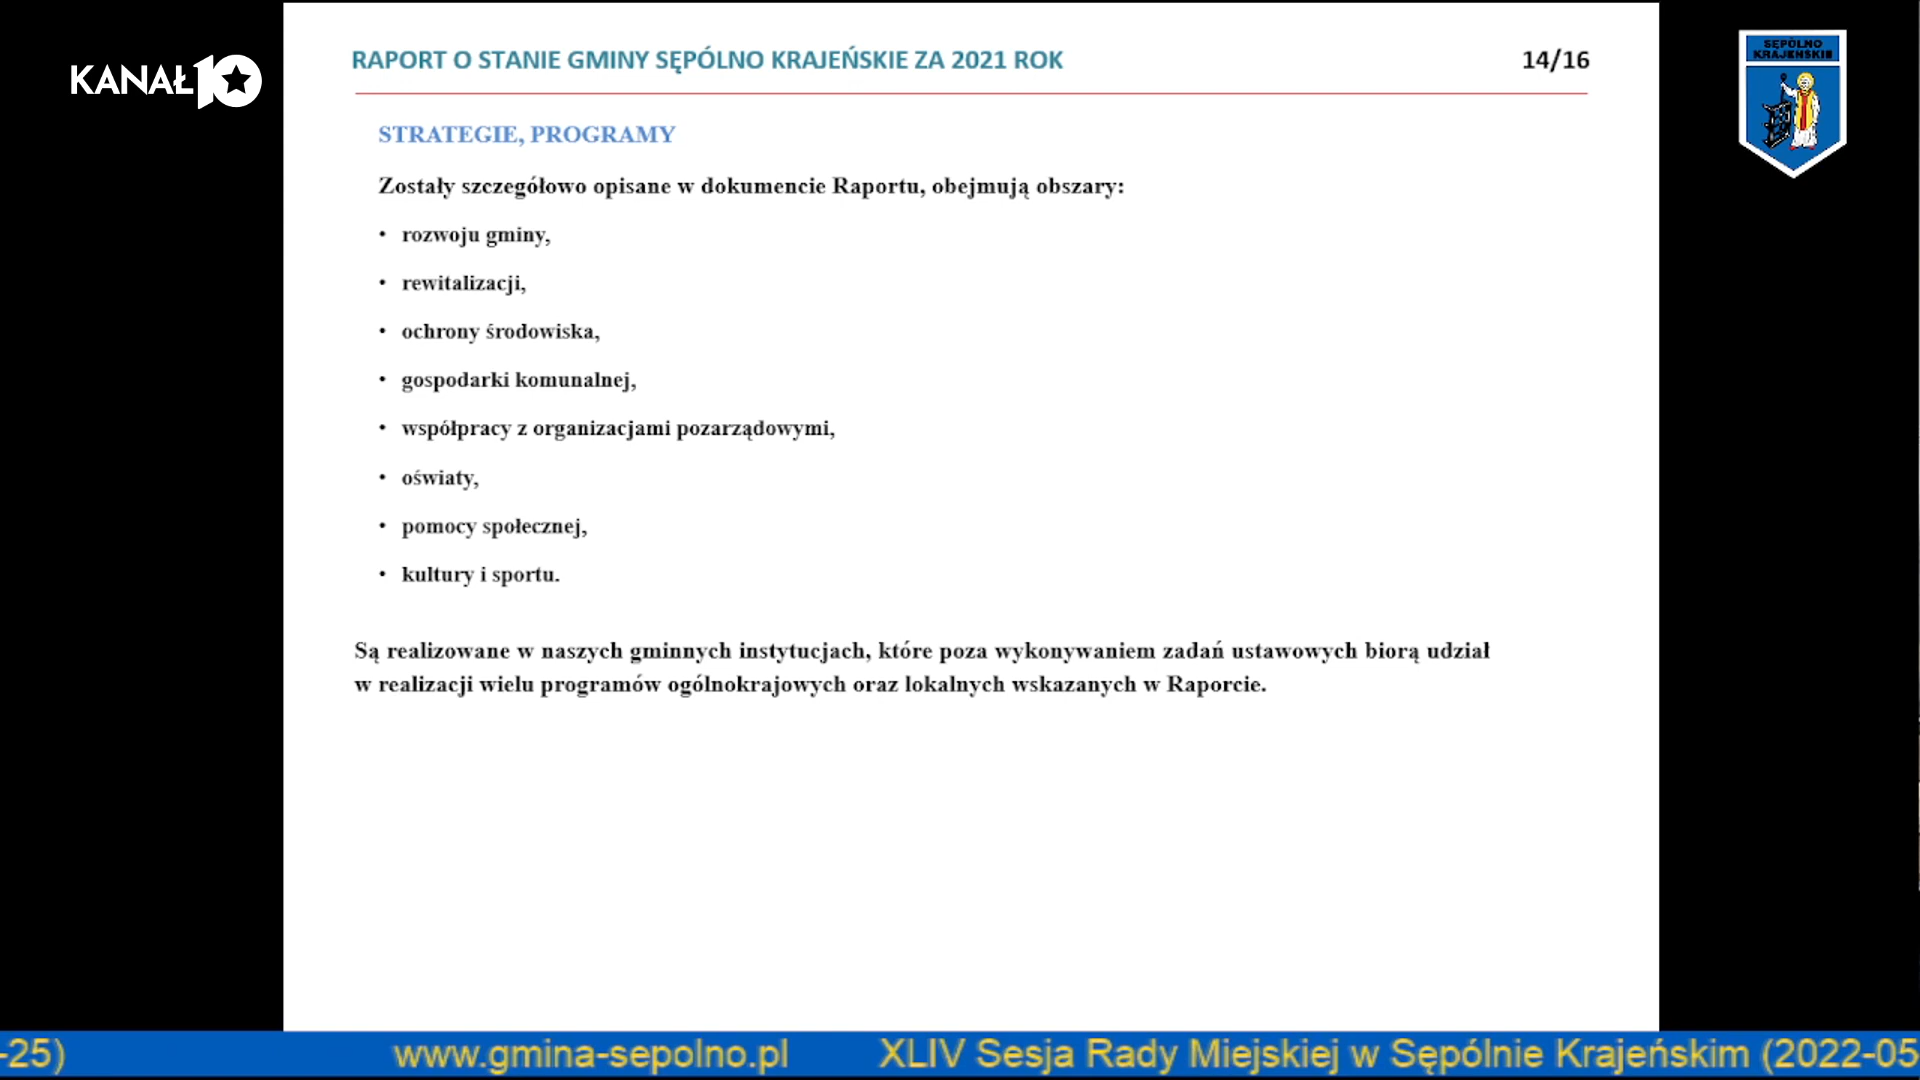 KANAŁ10
RAPORT O STANIE GMINY SĘPÓLNO KRAJEŃSKIE ZA 2021 ROK
14/16
SĘPÓLNO
KRAJEŃSKIE
STRATEGIE, PROGRAMY
Zostały szczegółowo opisane w dokumencie Raportu, obejmują obszary:
• rozwoju gminy,
• rewitalizacji,
• ochrony środowiska,
• gospodarki komunalnej,
• współpracy z organizacjami pozarządowymi,
• oświaty,
• pomocy społecznej,
• kultury i sportu.
Są realizowane w naszych gminnych instytucjach, które poza wykonywaniem zadań ustawowych biorą udział
w realizacji wielu programów ogólnokrajowych oraz lokalnych wskazanych w Raporcie.
-25) www.gmina-sepolno.pl XLIV Sesja Rady Miejskiej w Sępólnie Krajeńskim (2022-05